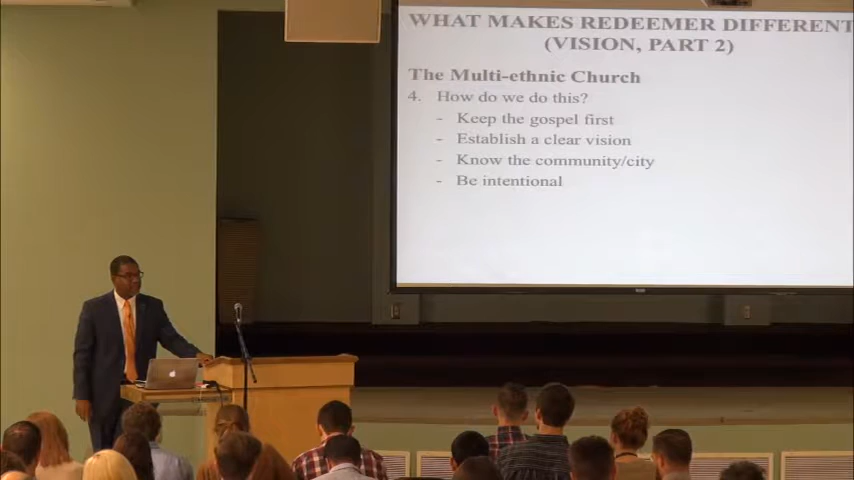 WHAT MAKES REDEEMER DIFFERENT
(VISION, PART 2)
The Multi-ethnic Church
4. How do we do this?
- Keep the gospel first
- Establish a clear vision
- Know the community/city
- Be intentional